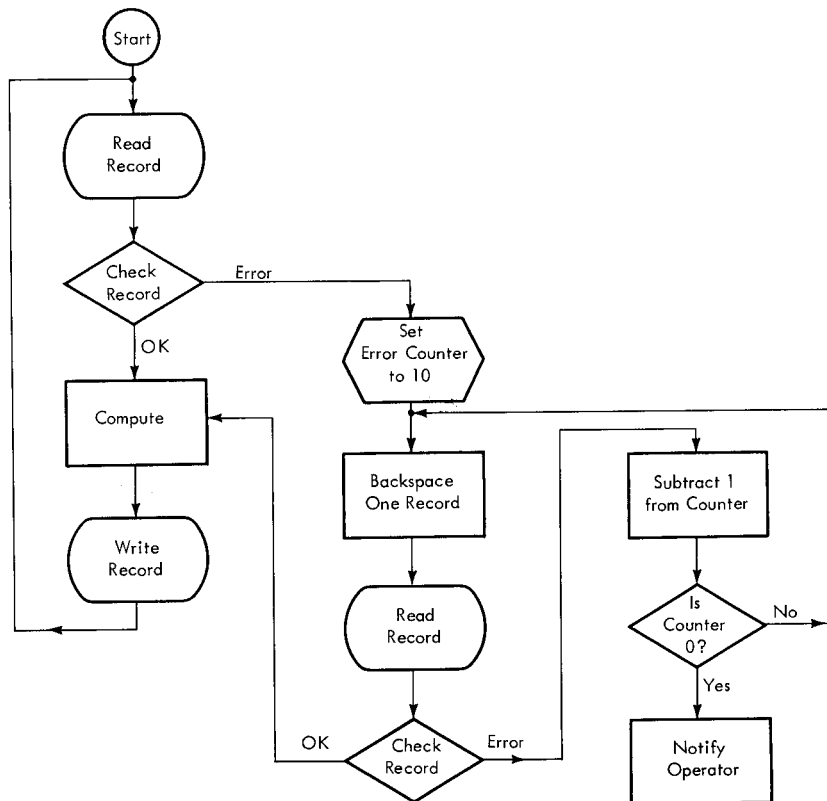 Start
Read
Record
Check
Record
Error
OK
Set
Error Counter
to 10
Compute
Backspace
One Record
Subtract 1
from Counter
Write
Record
Read
Record
Is
Counter
0?
No
Yes
OK
Check
Record
Error
Notify
Operator